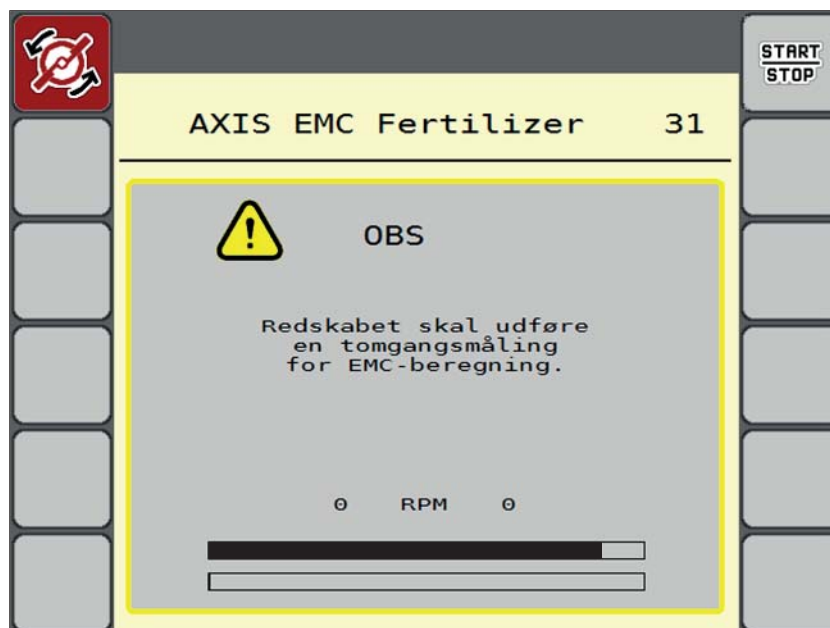 START
STOP
AXIS EMC Fertilizer 31
OBS
Redskabet skal udføre
en tomgangsmåling
for EMC-beregning.
0 RPM 0